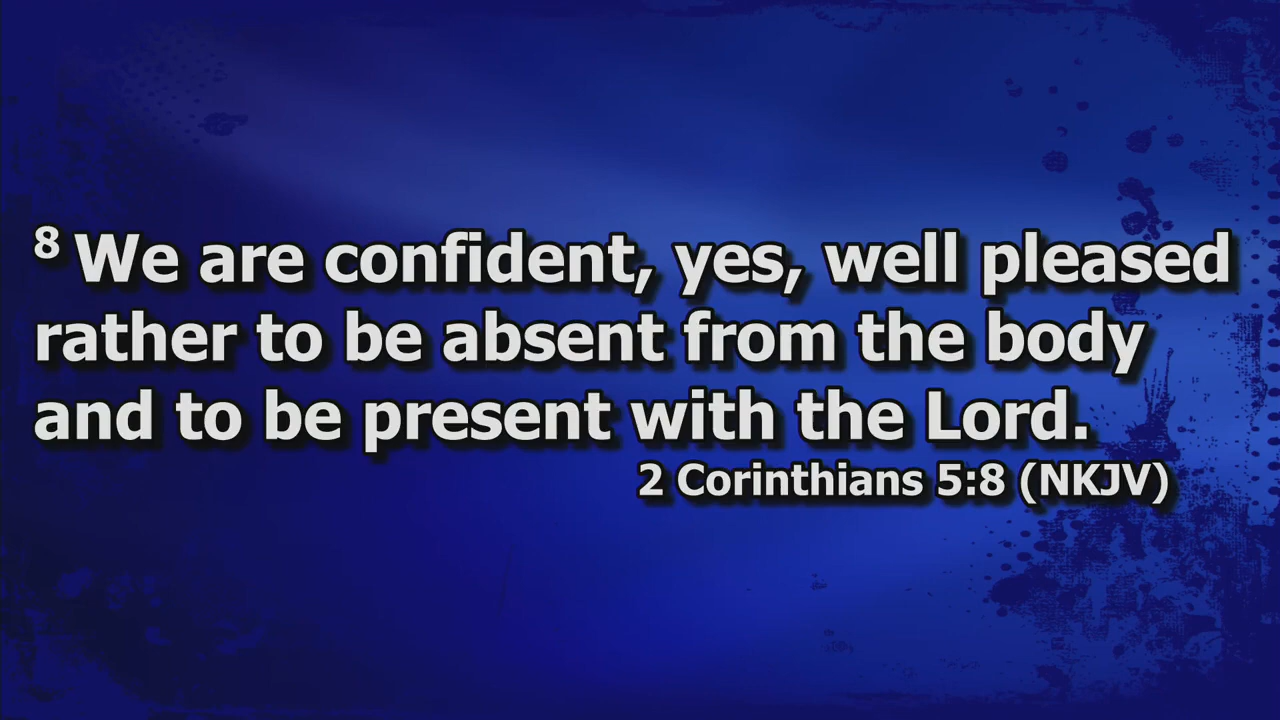 8 We are confident, yes, well pleased
rather to be absent from the body
and to be present with the Lord.
2 Corinthians 5:8 (NKJV)